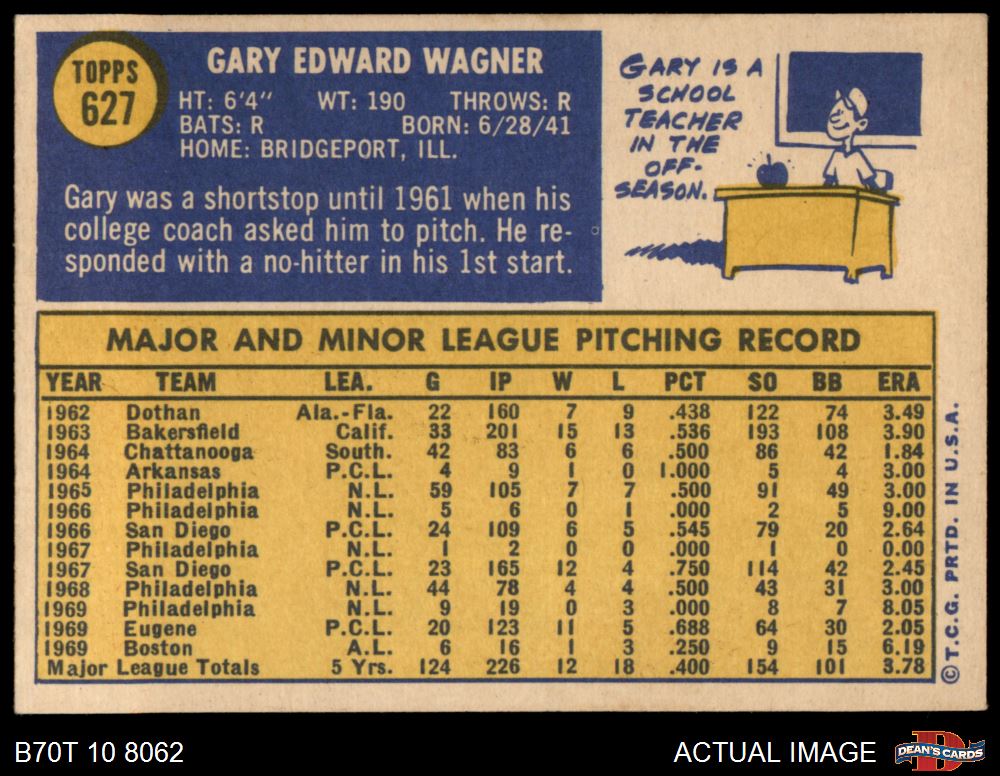 TOPPS
627
GARY EDWARD WAGNER
HT: 6'4" WT: 190 THROWS: R
BATS: R BORN: 6/28/41
HOME: BRIDGEPORT, ILL.
Gary was a shortstop until 1961 when his
college coach asked him to pitch. He re-
sponded with a no-hitter in his 1st start.
GARY IS A
SCHOOL
TEACHER
IN THE
OFF-
SEASON.
MAJOR AND MINOR LEAGUE PITCHING RECORD
YEAR TEAM LEA. G IP W L PCT SO BB ERA
1962 Dothan Ala.-Fla. 22 160 7 9 .438 122 74 3.49
1963 Bakersfield Calif. 33 201 15 13 .536 193 108 3.90
1964 Chattanooga South. 42 83 6 6 .500 86 42 1.84
1964 Arkansas P.C.L. 4 9 1 0 1.000 5 4 3.00
1965 Philadelphia N.L. 59 105 7 7 .500 91 49 3.00
1966 Philadelphia N.L. 5 6 0 1 .000 2 5 9.00
1966 San Diego P.C.L. 24 109 6 5 .545 79 20 2.64
1967 Philadelphia N.L. 1 2 0 0 .000 1 0 0.00
1967 San Diego P.C.L. 23 165 12 4 .750 114 42 2.45
1968 Philadelphia N.L. 44 78 4 4 .500 43 31 3.00
1969 Philadelphia N.L. 9 19 0 3 .000 8 7 8.05
1969 Eugene P.C.L. 20 123 11 5 .688 64 30 2.05
1969 Boston A.L. 6 16 1 3 .250 9 15 6.19
Major League Totals 5 Yrs. 124 226 12 18 .400 154 101 3.78
© T.C.G. PRTD. IN U.S.A.
B70T 10 8062
ACTUAL IMAGE
D
DEAN'S CARDS